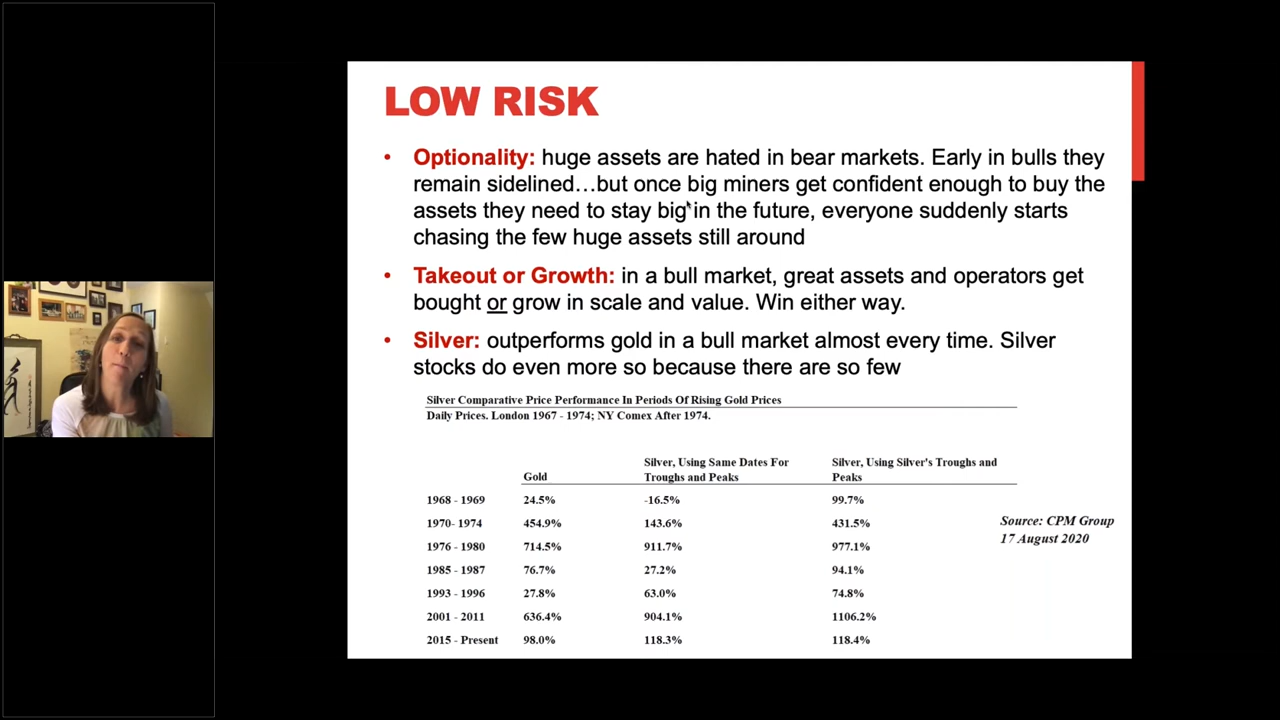 LOW RISK
• Optionality: huge assets are hated in bear markets. Early in bulls they
remain sidelined…but once big miners get confident enough to buy the
assets they need to stay big in the future, everyone suddenly starts
chasing the few huge assets still around
• Takeout or Growth: in a bull market, great assets and operators get
bought or grow in scale and value. Win either way.
• Silver: outperforms gold in a bull market almost every time. Silver
stocks do even more so because there are so few
Silver Comparative Price Performance In Periods Of Rising Gold Prices
Daily Prices. London 1967 - 1974; NY Comex After 1974.
Silver, Using Same Dates For Silver, Using Silver's Troughs and
Gold Troughs and Peaks Peaks
1968 - 1969 24.5% -16.5% 99.7%
1970- 1974 454.9% 143.6% 431.5%
1976 - 1980 714.5% 911.7% 977.1%
1985 - 1987 76.7% 27.2% 94.1%
1993 - 1996 27.8% 63.0% 74.8%
2001 - 2011 636.4% 904.1% 1106.2%
2015 - Present 98.0% 118.3% 118.4%
Source: CPM Group
17 August 2020